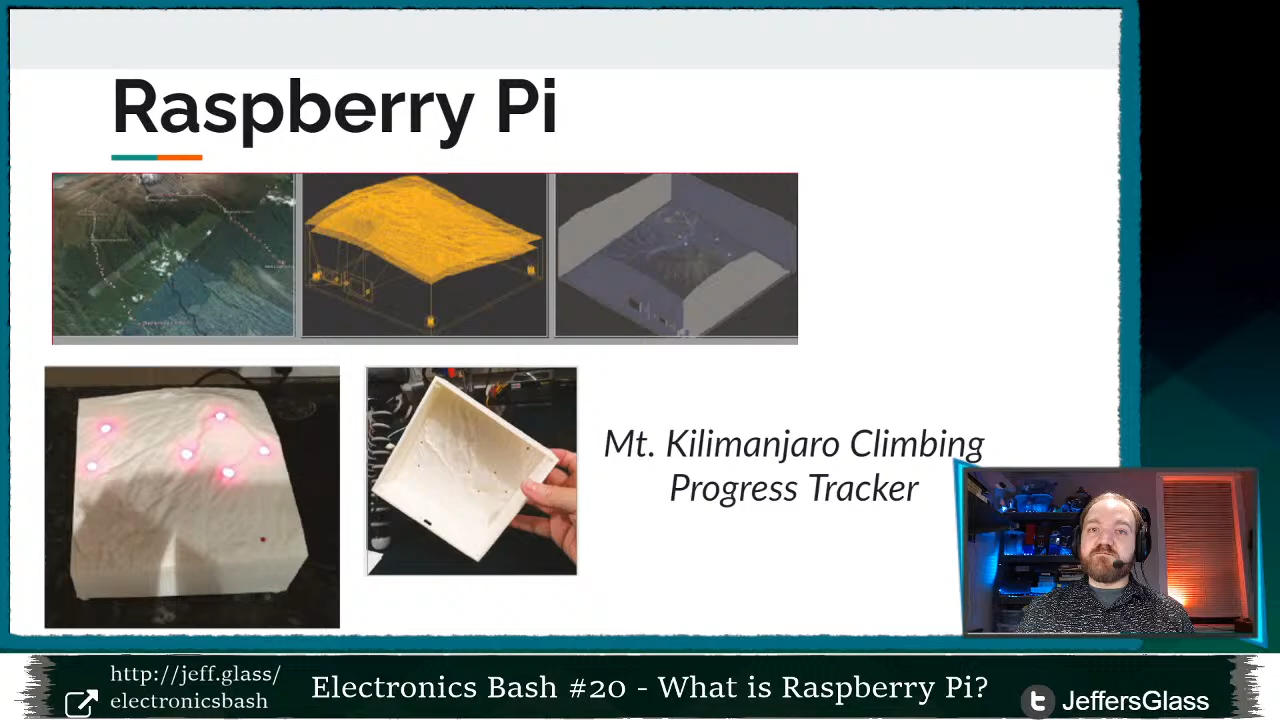 Raspberry Pi
Mt. Kilimanjaro Climbing
Progress Tracker
http://jeff.glass/
electronicsbash
Electronics Bash #20 - What is Raspberry Pi?
JeffersGlass